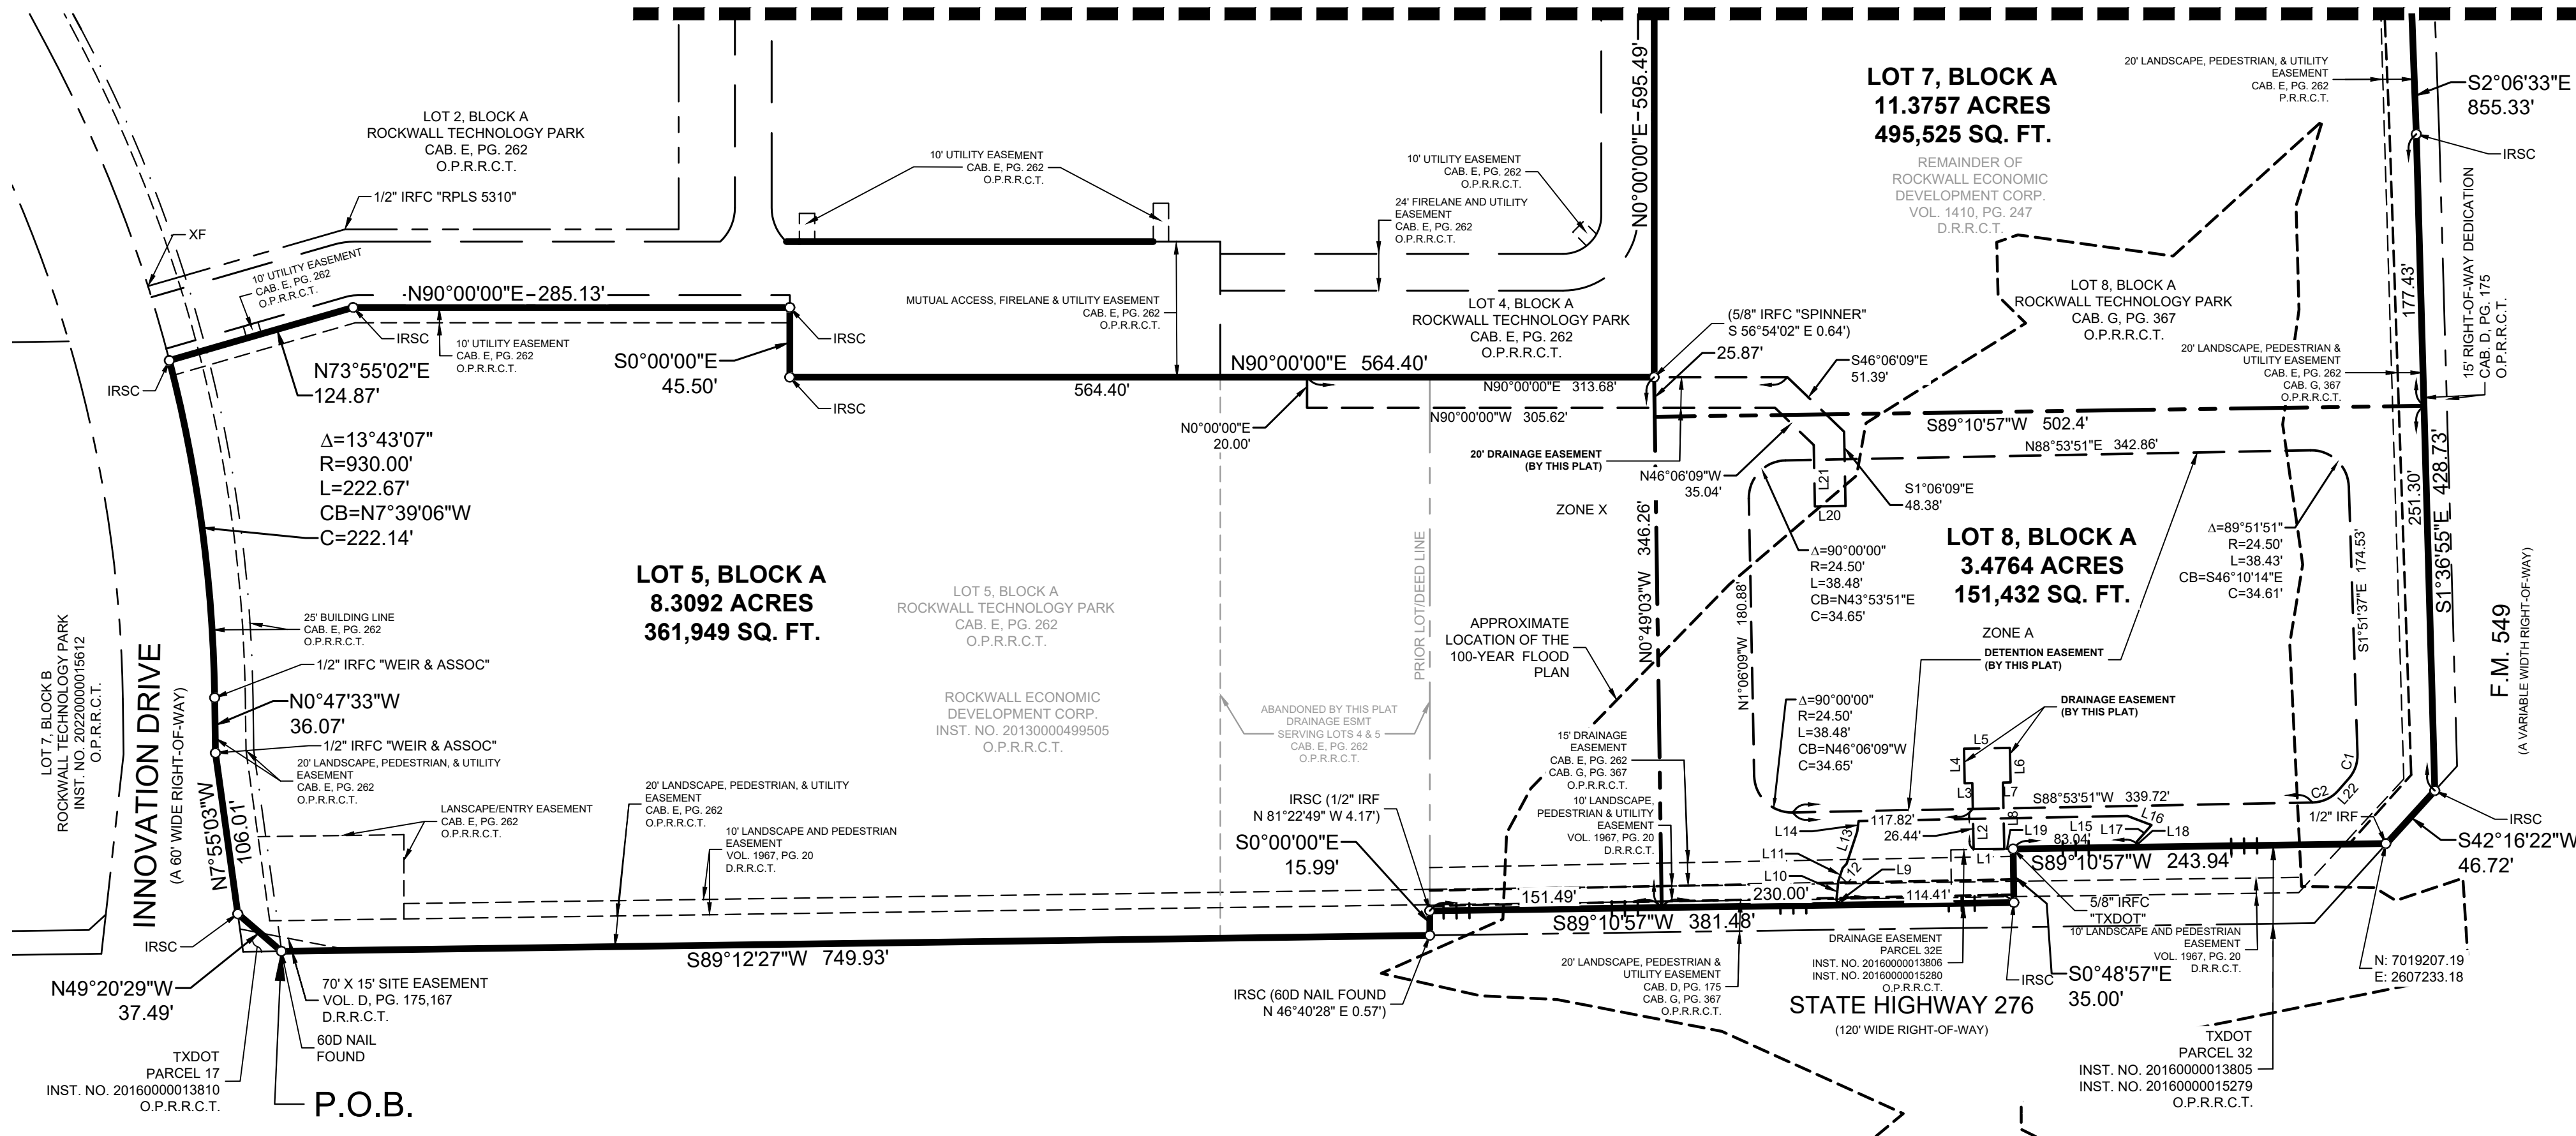 LOT 2, BLOCK A
ROCKWALL TECHNOLOGY PARK
CAB. E, PG. 262
O.P.R.R.C.T.
1/2" IRFC "RPLS 5310"
XF
10' UTILITY EASEMENT
CAB. E, PG. 262
O.P.R.R.C.T.
10' UTILITY EASEMENT
CAB. E, PG. 262
O.P.R.R.C.T.
10' UTILITY EASEMENT
CAB. E, PG. 262
O.P.R.R.C.T.
24' FIRELANE AND UTILITY
EASEMENT
CAB. E, PG. 262
O.P.R.R.C.T.
N0°00'00"E 595.49'
LOT 7, BLOCK A
11.3757 ACRES
495,525 SQ. FT.
REMAINDER OF
ROCKWALL ECONOMIC
DEVELOPMENT CORP.
VOL. 1410, PG. 247
D.R.R.C.T.
20' LANDSCAPE, PEDESTRIAN, & UTILITY
EASEMENT
CAB. E, PG. 262
P.R.R.C.T.
S2°06'33"E
855.33'
IRSC
15' RIGHT-OF-WAY DEDICATION
CAB. D, PG. 175
O.P.R.R.C.T.
177.43'
N90°00'00"E 285.13'
IRSC
10' UTILITY EASEMENT
CAB. E, PG. 262
O.P.R.R.C.T.
IRSC
S0°00'00"E
45.50'
IRSC
IRSC
N73°55'02"E
124.87'
MUTUAL ACCESS, FIRELANE & UTILITY EASEMENT
CAB. E, PG. 262
O.P.R.R.C.T.
LOT 4, BLOCK A
ROCKWALL TECHNOLOGY PARK
CAB. E, PG. 262
O.P.R.R.C.T.
N90°00'00"E 564.40'
564.40'
N90°00'00"E 313.68'
N90°00'00"W 305.62'
N0°00'00"E
20.00'
(5/8" IRFC "SPINNER"
S 56°54'02" E 0.64')
25.87'
S46°06'09"E
51.39'
LOT 8, BLOCK A
ROCKWALL TECHNOLOGY PARK
CAB. G, PG. 367
O.P.R.R.C.T.
20' LANDSCAPE, PEDESTRIAN &
UTILITY EASEMENT
CAB. E, PG. 262
CAB. G, 367
O.P.R.R.C.T.
S89°10'57"W 502.4'
N88°53'51"E 342.86'
20' DRAINAGE EASEMENT
(BY THIS PLAT)
N46°06'09"W
35.04'
L21
L20
S1°06'09"E
48.38'
ZONE X
Δ=13°43'07"
R=930.00'
L=222.67'
CB=N7°39'06"W
C=222.14'
LOT 5, BLOCK A
8.3092 ACRES
361,949 SQ. FT.
LOT 5, BLOCK A
ROCKWALL TECHNOLOGY PARK
CAB. E, PG. 262
O.P.R.R.C.T.
ROCKWALL ECONOMIC
DEVELOPMENT CORP.
INST. NO. 20130000499505
O.P.R.R.C.T.
PRIOR LOT/DEED LINE
ABANDONED BY THIS PLAT
DRAINAGE ESMT
SERVING LOTS 4 & 5
CAB. E, PG. 262
O.P.R.R.C.T.
APPROXIMATE
LOCATION OF THE
100-YEAR FLOOD
PLAN
N0°49'03"W 346.26'
N1°06'09"W 180.88'
Δ=90°00'00"
R=24.50'
L=38.48'
CB=N43°53'51"E
C=34.65'
LOT 8, BLOCK A
3.4764 ACRES
151,432 SQ. FT.
Δ=89°51'51"
R=24.50'
L=38.43'
CB=S46°10'14"E
C=34.61'
S1°51'37"E 174.53'
251.30'
S1°36'55"E 428.73'
F.M. 549
(A VARIABLE WIDTH RIGHT-OF-WAY)
ZONE A
DETENTION EASEMENT
(BY THIS PLAT)
DRAINAGE EASEMENT
(BY THIS PLAT)
Δ=90°00'00"
R=24.50'
L=38.48'
CB=N46°06'09"W
C=34.65'
LOT 7, BLOCK B
ROCKWALL TECHNOLOGY PARK
INST. NO. 20220000015612
O.P.R.R.C.T.
INNOVATION DRIVE
(A 60' WIDE RIGHT-OF-WAY)
25' BUILDING LINE
CAB. E, PG. 262
O.P.R.R.C.T.
1/2" IRFC "WEIR & ASSOC"
N0°47'33"W
36.07'
1/2" IRFC "WEIR & ASSOC"
20' LANDSCAPE, PEDESTRIAN, & UTILITY
EASEMENT
CAB. E, PG. 262
O.P.R.R.C.T.
N7°55'03"W
106.01'
LANSCAPE/ENTRY EASEMENT
CAB. E, PG. 262
O.P.R.R.C.T.
20' LANDSCAPE, PEDESTRIAN, & UTILITY
EASEMENT
CAB. E, PG. 262
O.P.R.R.C.T.
10' LANDSCAPE AND PEDESTRIAN
EASEMENT
VOL. 1967, PG. 20
D.R.R.C.T.
15' DRAINAGE
EASEMENT
CAB. E, PG. 262
CAB. G, PG. 367
O.P.R.R.C.T.
10' LANDSCAPE,
PEDESTRIAN & UTILITY
EASEMENT
VOL. 1967, PG. 20
D.R.R.C.T.
IRSC (1/2" IRF
N 81°22'49" W 4.17')
S0°00'00"E
15.99'
L5
L4
L6
L3
L7
L2
L8
L1
L19
L14
L13
L11
L12
L10
L9
117.82'
26.44'
S88°53'51"W 339.72'
L15
83.04'
L16
L17
L18
C2
C1
L22
1/2" IRF
IRSC
S42°16'22"W
46.72'
S89°10'57"W 243.94'
151.49'
230.00'
114.41'
S89°10'57"W 381.48'
5/8" IRFC
"TXDOT"
10' LANDSCAPE AND PEDESTRIAN
EASEMENT
VOL. 1967, PG. 20
D.R.R.C.T.
N: 7019207.19
E: 2607233.18
DRAINAGE EASEMENT
PARCEL 32E
INST. NO. 20160000013806
INST. NO. 20160000015280
O.P.R.R.C.T.
IRSC
S0°48'57"E
35.00'
20' LANDSCAPE, PEDESTRIAN &
UTILITY EASEMENT
CAB. D, PG. 175
CAB. G, PG. 367
O.P.R.R.C.T.
STATE HIGHWAY 276
(120' WIDE RIGHT-OF-WAY)
TXDOT
PARCEL 32
INST. NO. 20160000013805
INST. NO. 20160000015279
O.P.R.R.C.T.
IRSC (60D NAIL FOUND
N 46°40'28" E 0.57')
S89°12'27"W 749.93'
IRSC
N49°20'29"W
37.49'
70' X 15' SITE EASEMENT
VOL. D, PG. 175,167
D.R.R.C.T.
60D NAIL
FOUND
TXDOT
PARCEL 17
INST. NO. 20160000013810
O.P.R.R.C.T.
P.O.B.